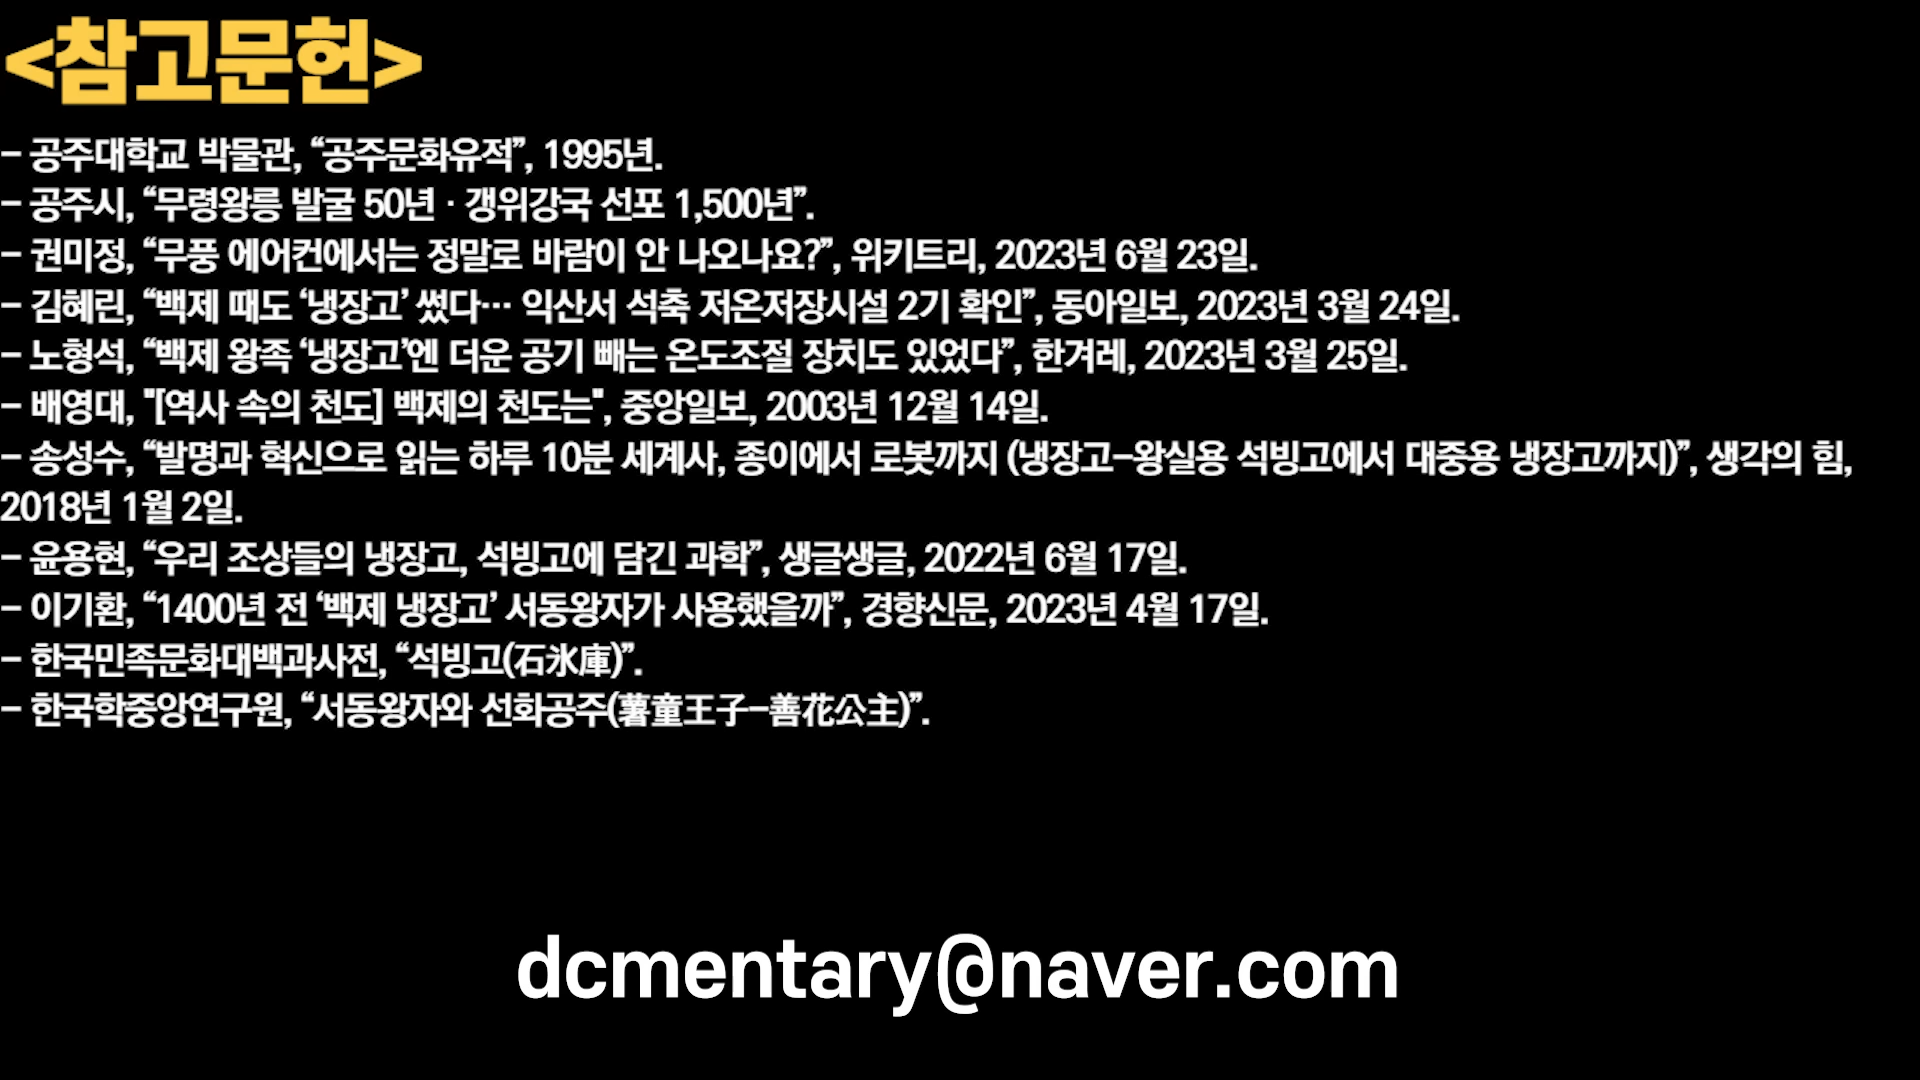 <참고문헌>
- 공주대학교 박물관, “공주문화유적”, 1995년.
- 공주시, “무령왕릉 발굴 50년 · 갱위강국 선포 1,500년”.
- 권미정, “무풍 에어컨에서는 정말로 바람이 안 나오나요?”, 위키트리, 2023년 6월 23일.
- 김혜린, “백제 때도 ‘냉장고’ 썼다… 익산서 석축 저온저장시설 2기 확인”, 동아일보, 2023년 3월 24일.
- 노형석, “백제 왕족 ‘냉장고’엔 더운 공기 빼는 온도조절 장치도 있었다”, 한겨레, 2023년 3월 25일.
- 배영대, "[역사 속의 천도] 백제의 천도는", 중앙일보, 2003년 12월 14일.
- 송성수, “발명과 혁신으로 읽는 하루 10분 세계사, 종이에서 로봇까지 (냉장고-왕실용 석빙고에서 대중용 냉장고까지)”, 생각의 힘,
2018년 1월 2일.
- 윤용현, “우리 조상들의 냉장고, 석빙고에 담긴 과학”, 생글생글, 2022년 6월 17일.
- 이기환, “1400년 전 ‘백제 냉장고’ 서동왕자가 사용했을까”, 경향신문, 2023년 4월 17일.
- 한국민족문화대백과사전, “석빙고(石氷庫)”.
- 한국학중앙연구원, “서동왕자와 선화공주(薯童王子-善花公主)”.
dcmentary@naver.com